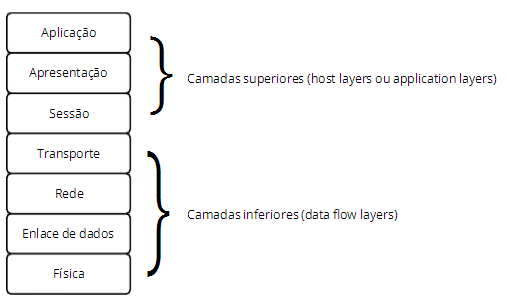 Aplicação
Apresentação
Camadas superiores (host layers ou application layers)
Sessão
Transporte
Rede
Camadas inferiores (data flow layers)
Enlace de dados
Física